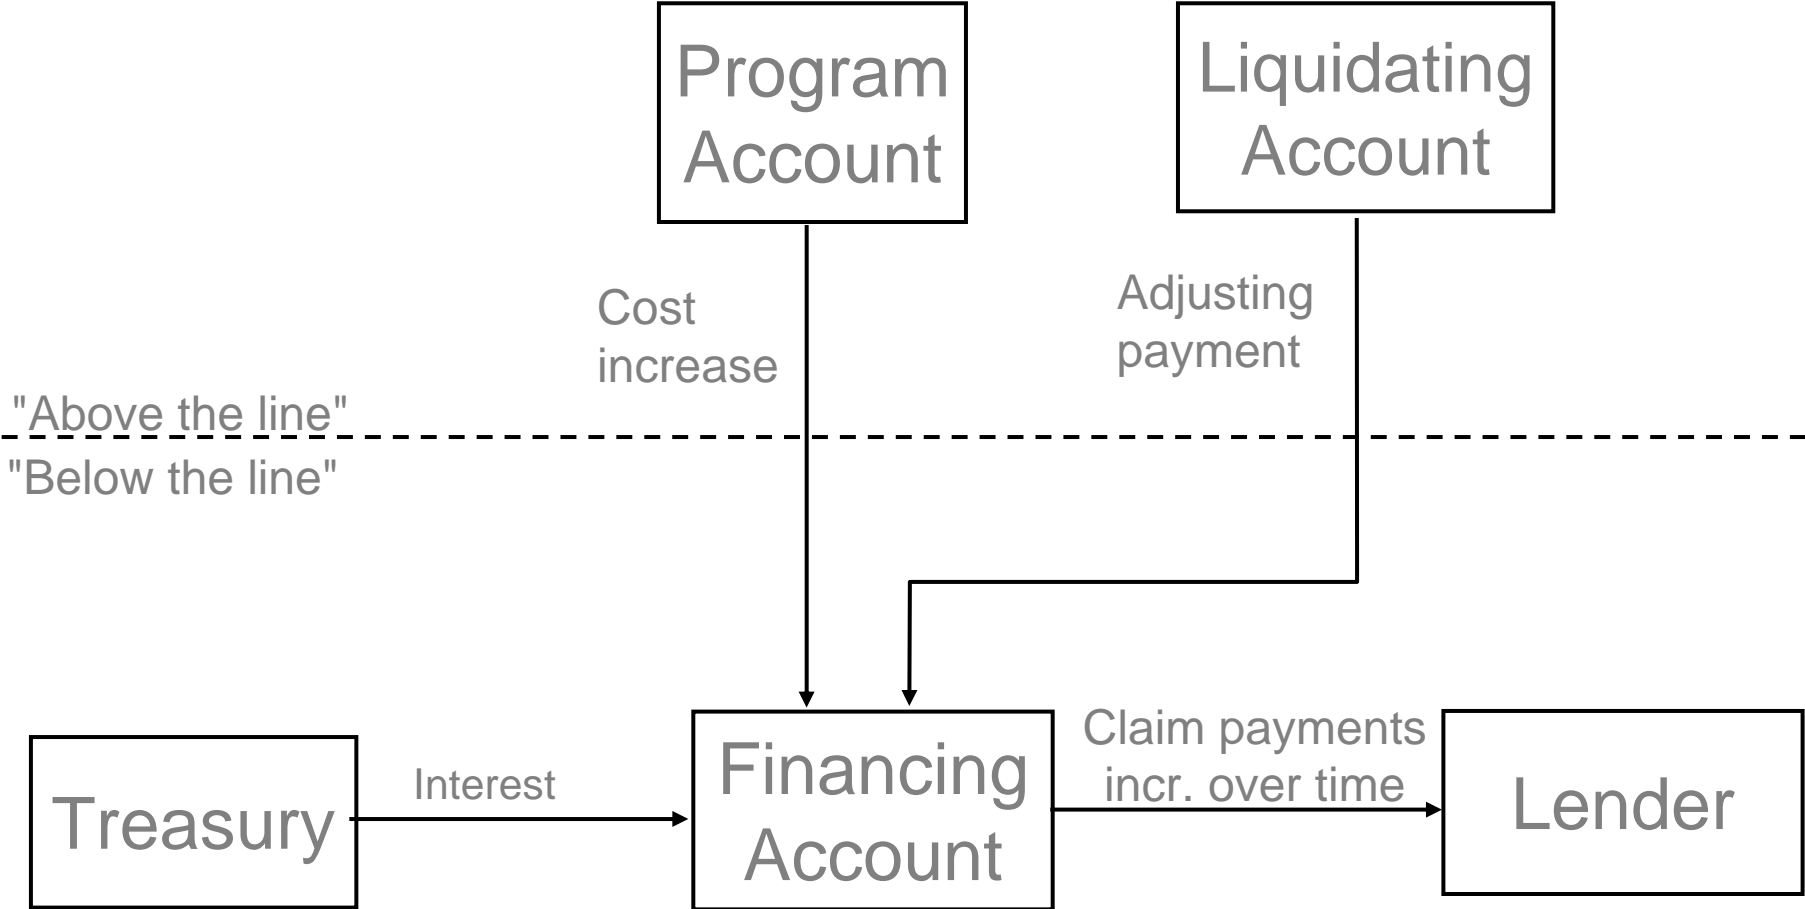 Program
Account
Liquidating
Account
Cost
increase
Adjusting
payment
"Above the line"
"Below the line"
Treasury
Interest
Financing
Account
Claim payments
incr. over time
Lender